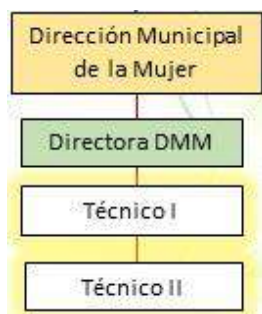 Dirección Municipal
de la Mujer
Directora DMM
Técnico I
Técnico II